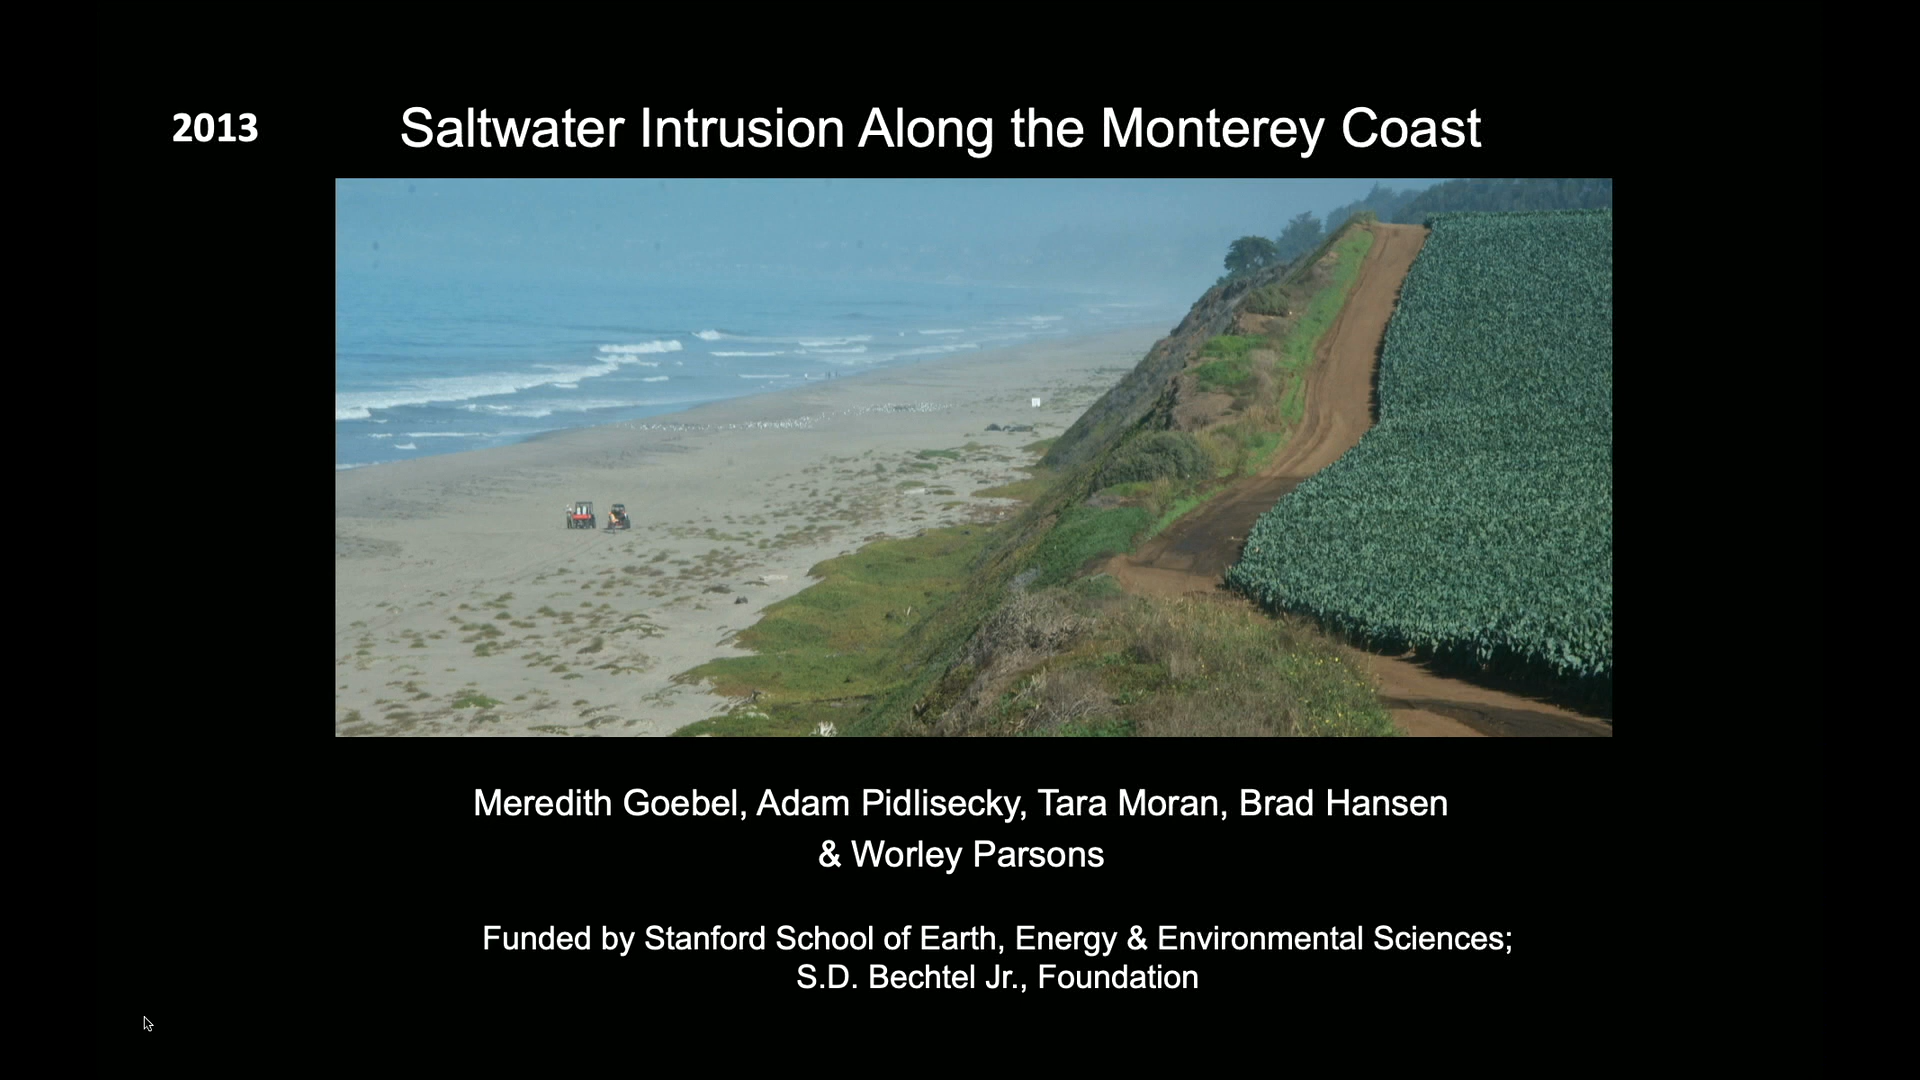 2013
Saltwater Intrusion Along the Monterey Coast
Meredith Goebel, Adam Pidlisecky, Tara Moran, Brad Hansen
& Worley Parsons
Funded by Stanford School of Earth, Energy & Environmental Sciences;
S.D. Bechtel Jr., Foundation